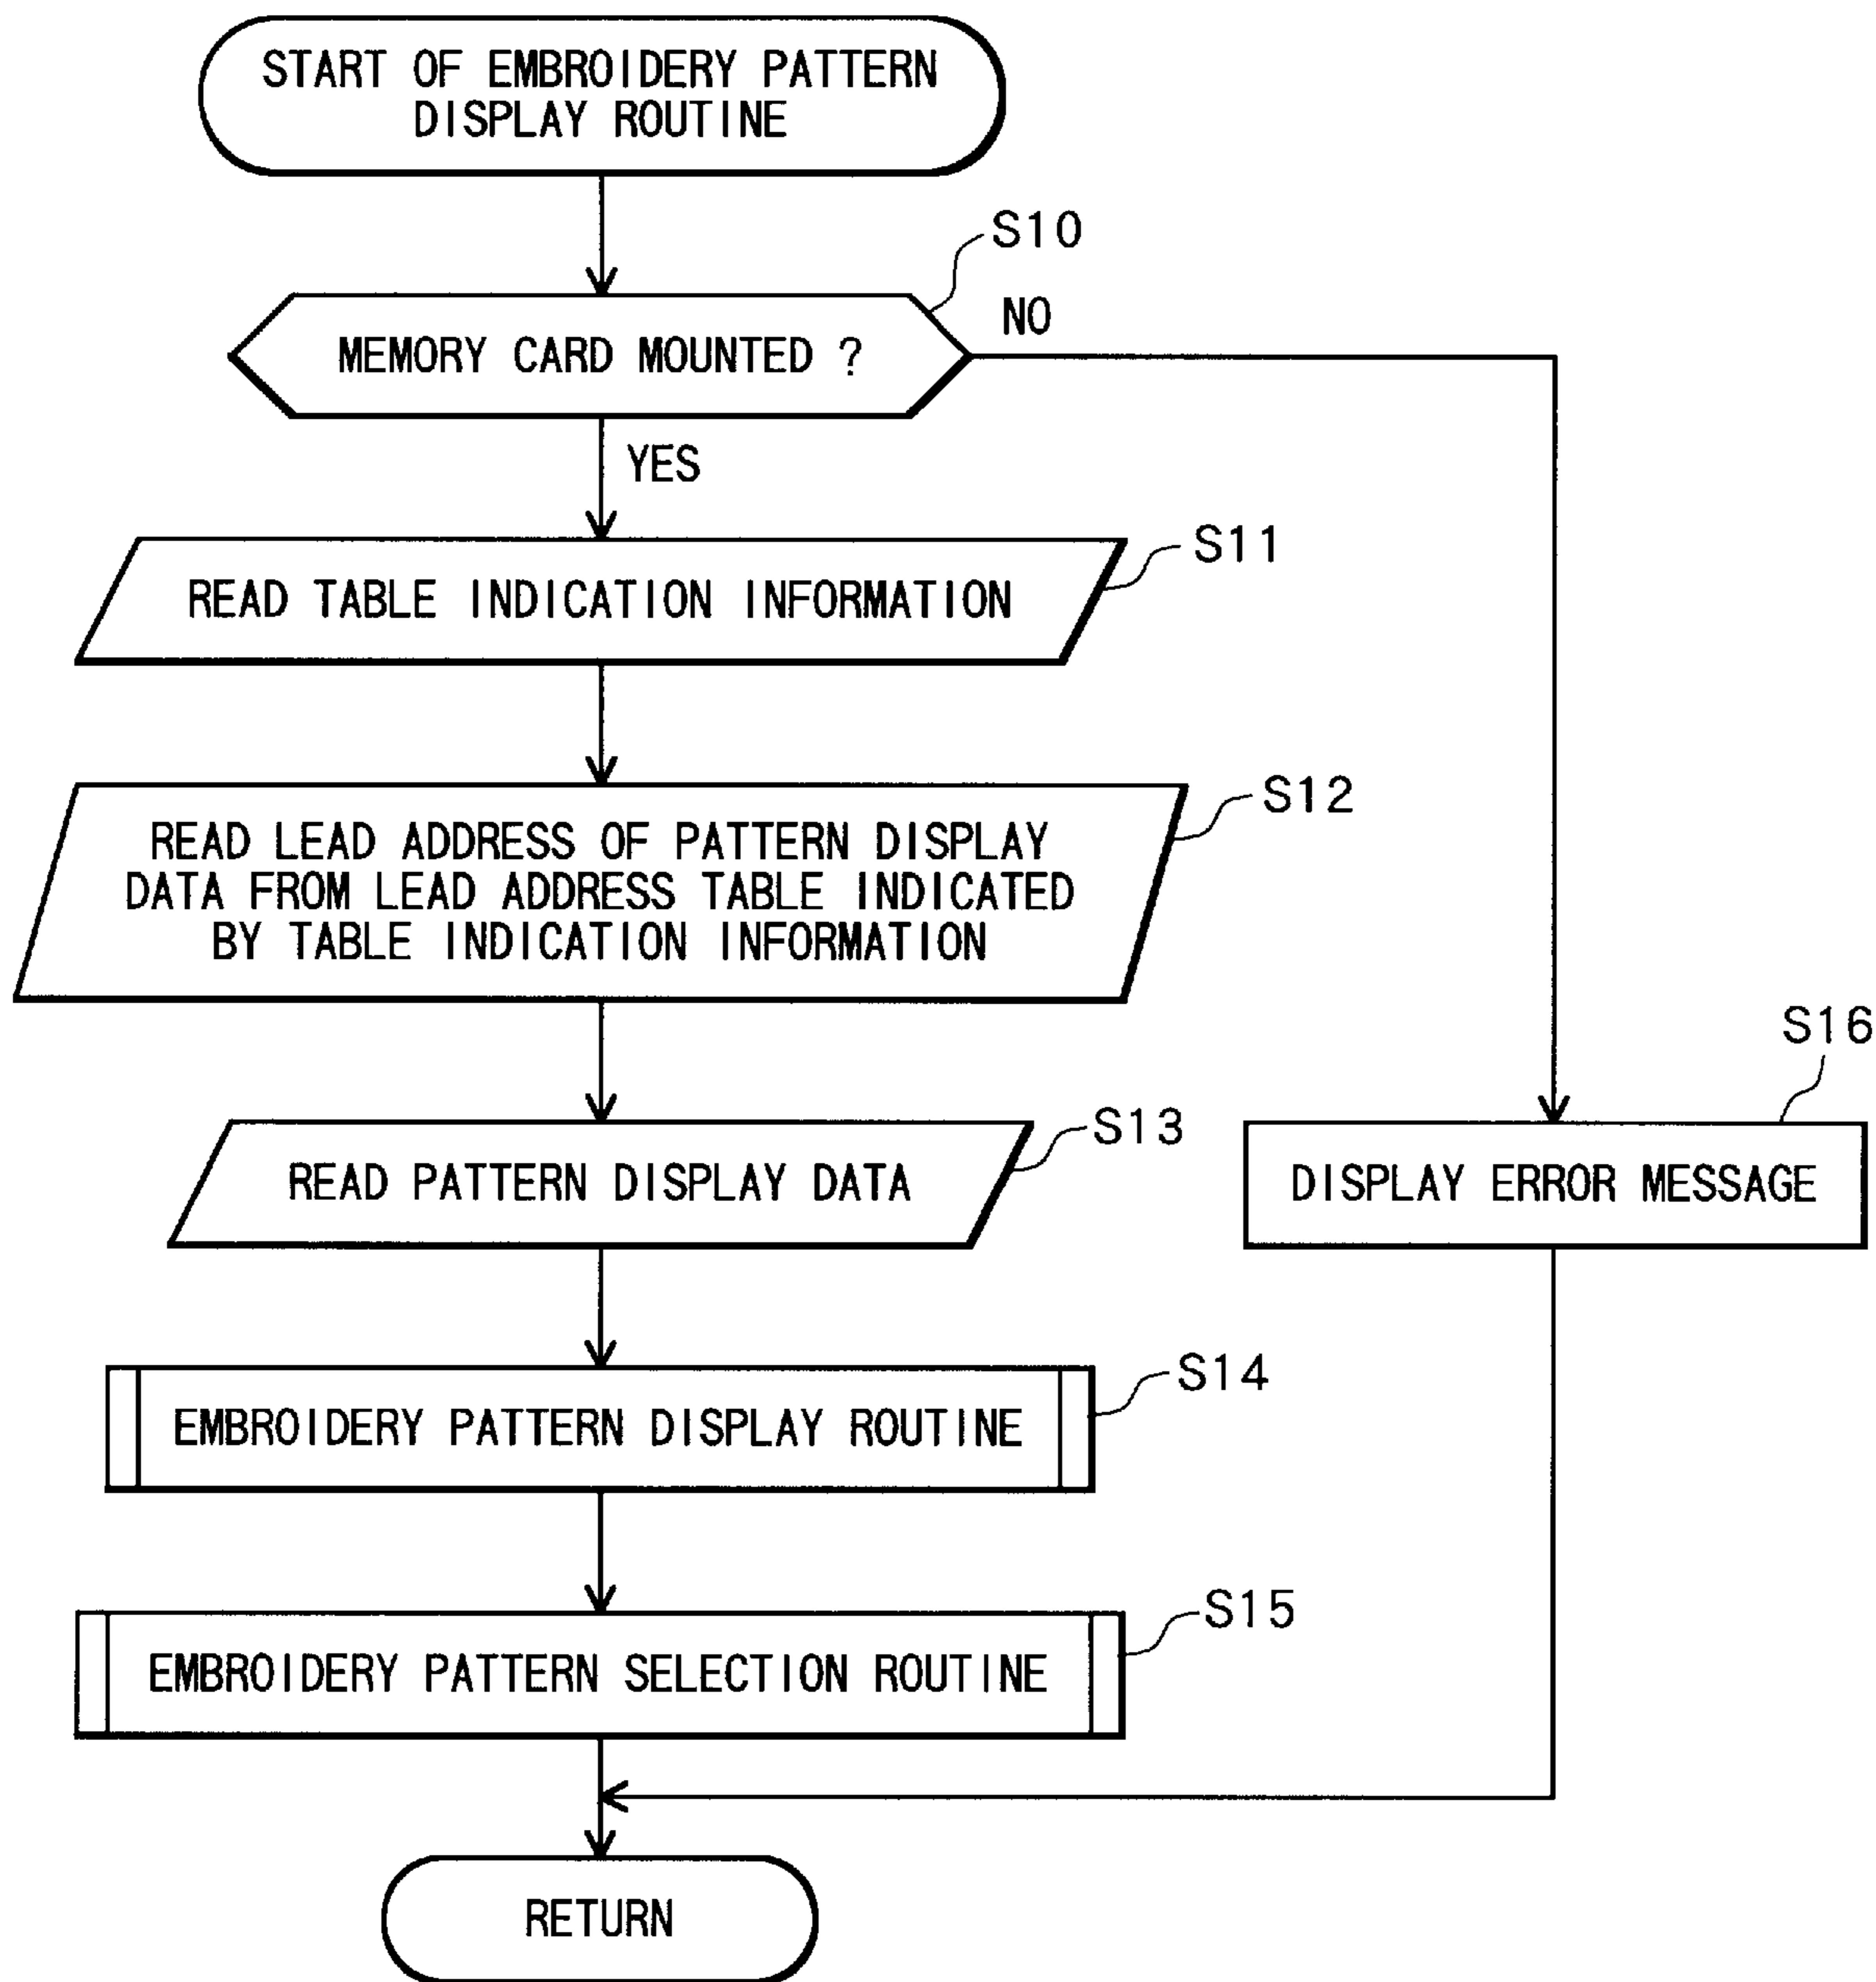 START OF EMBROIDERY PATTERN
DISPLAY ROUTINE
S10
MEMORY CARD MOUNTED ?
NO
YES
S11
READ TABLE INDICATION INFORMATION
S12
READ LEAD ADDRESS OF PATTERN DISPLAY
DATA FROM LEAD ADDRESS TABLE INDICATED
BY TABLE INDICATION INFORMATION
S13
READ PATTERN DISPLAY DATA
S16
DISPLAY ERROR MESSAGE
S14
EMBROIDERY PATTERN DISPLAY ROUTINE
S15
EMBROIDERY PATTERN SELECTION ROUTINE
RETURN